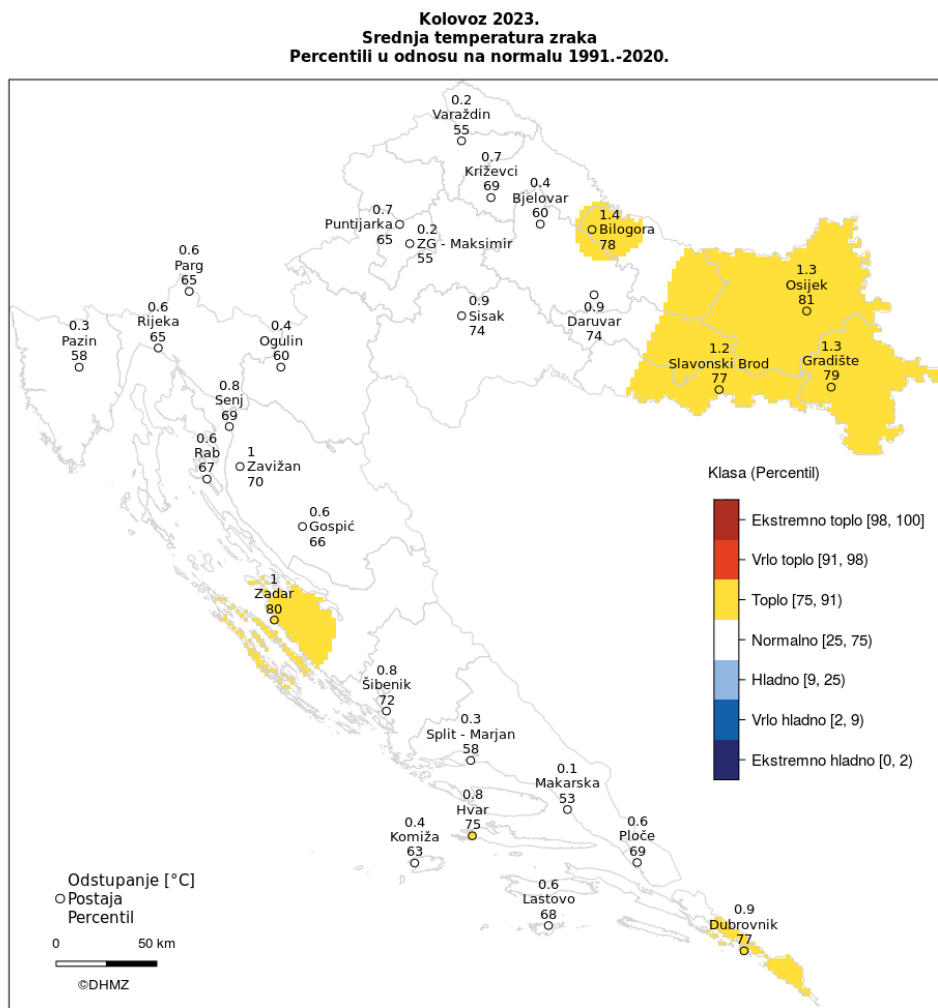 Kolovoz 2023.
Srednja temperatura zraka
Percentili u odnosu na normalu 1991.-2020.
0.2
Varaždin
55
0.7
Križevci
69
0.4
Bjelovar
60
1.4
Bilogora
78
0.7
Puntijarka
65
0.2
ZG - Maksimir
55
0.6
Parg
65
1.3
Osijek
81
0.6
Rijeka
65
0.9
Sisak
74
0.9
Daruvar
74
0.3
Pazin
58
0.4
Ogulin
60
1.2
Slavonski Brod
77
1.3
Gradište
79
0.8
Senj
69
0.6
Rab
67
1
Zavižan
70
0.6
Gospić
66
1
Zadar
80
0.8
Šibenik
72
0.3
Split - Marjan
58
0.1
Makarska
53
0.8
Hvar
75
0.4
Komiža
63
0.6
Ploče
69
0.6
Lastovo
68
0.9
Dubrovnik
77
Klasa (Percentil)
Ekstremno toplo [98, 100]
Vrlo toplo [91, 98)
Toplo [75, 91)
Normalno [25, 75)
Hladno [9, 25)
Vrlo hladno [2, 9)
Ekstremno hladno [0, 2)
Odstupanje [°C]
Postaja
Percentil
0 50 km
©DHMZ